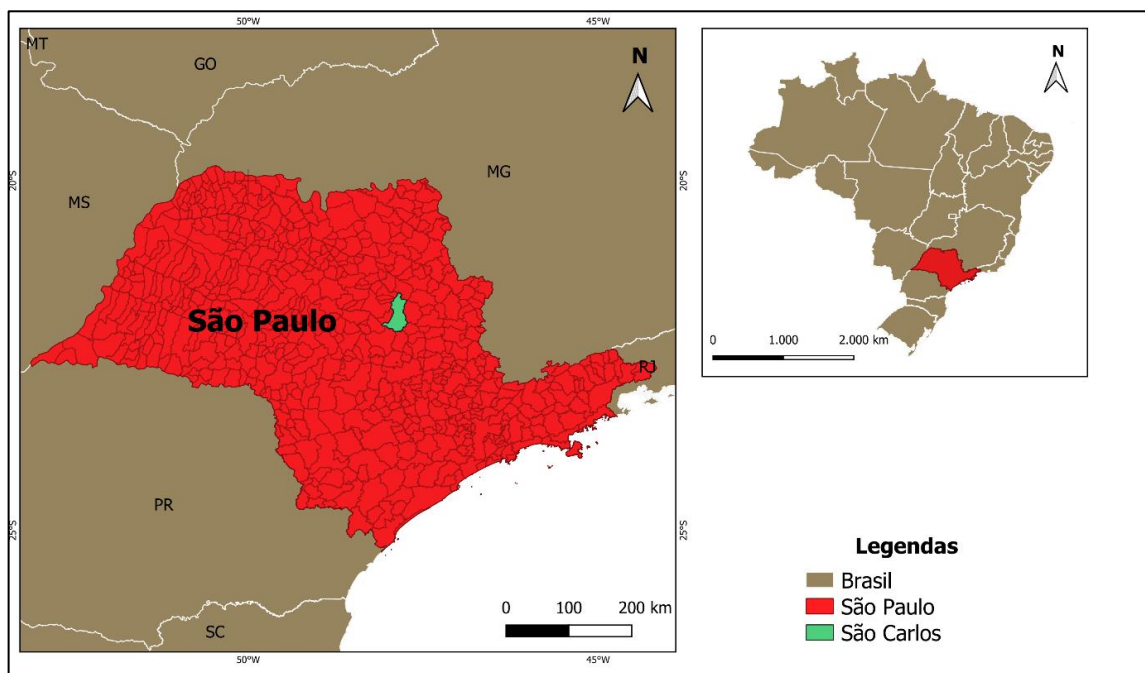 50°W
45°W
MT
GO
N
MG
20°S
20°S
MS
São Paulo
RJ
PR
25°S
25°S
SC
0 100 200 km
50°W
45°W
N
0 1.000 2.000 km
Legendas
Brasil
São Paulo
São Carlos